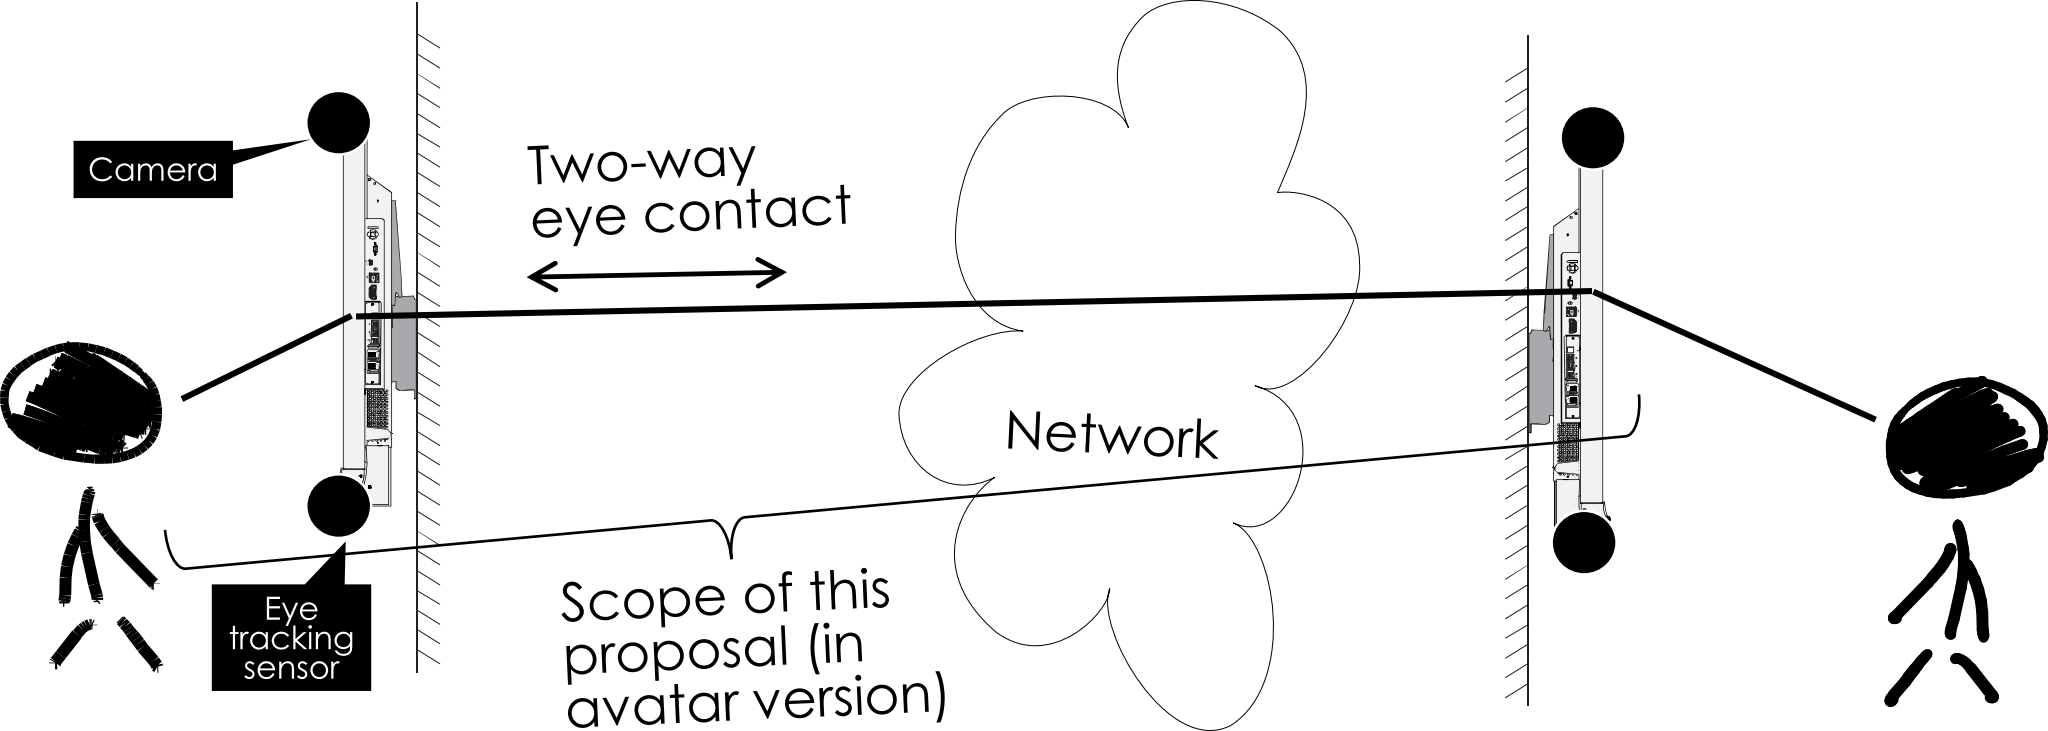 Camera
Two-way
eye contact
Network
Scope of this
proposal (in
avatar version)
Eye
tracking
sensor